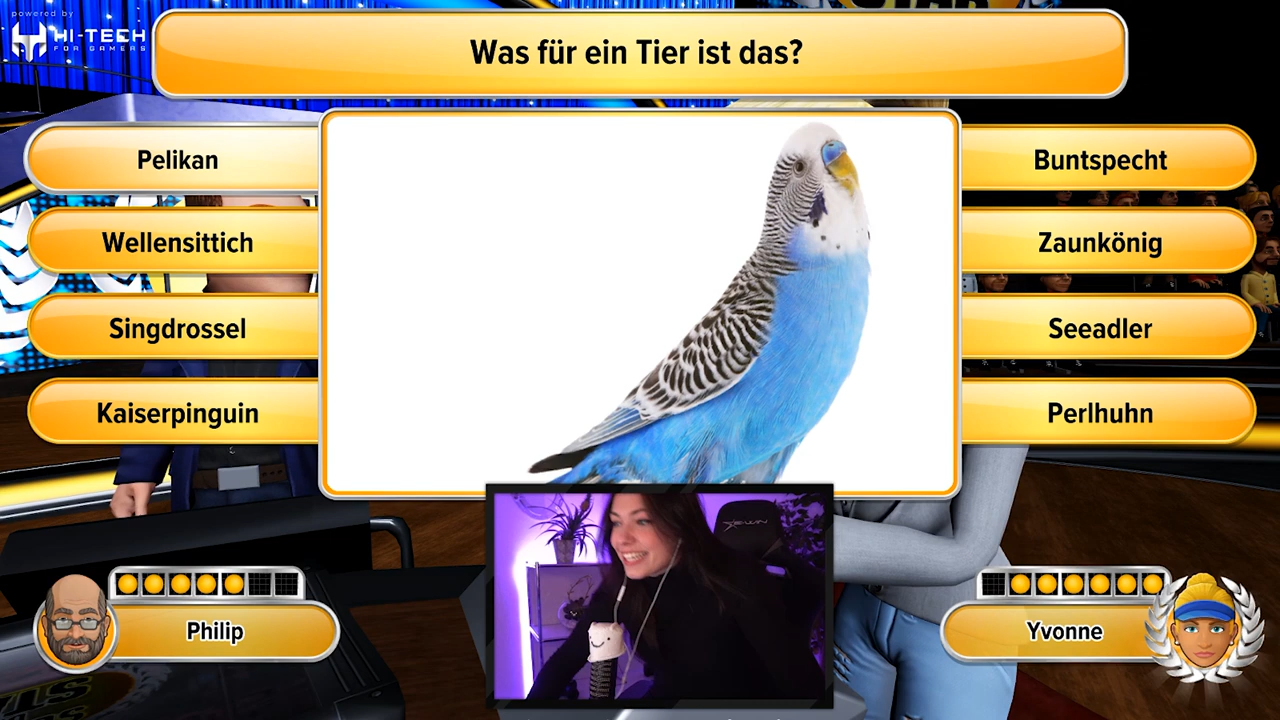 powered by
HI-TECH
FOR GAMERS
Was für ein Tier ist das?
Pelikan
Wellensittich
Singdrossel
Kaiserpinguin
Buntspecht
Zaunkönig
Seeadler
Perlhuhn
Philip
Yvonne